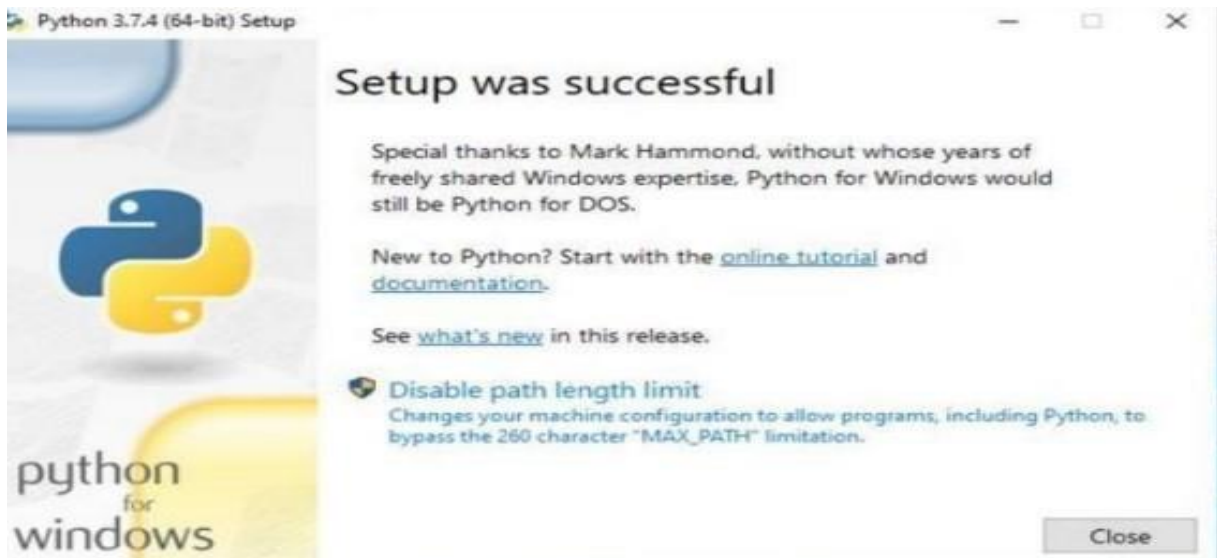 Python 3.7.4 (64-bit) Setup
Setup was successful
Special thanks to Mark Hammond, without whose years of
freely shared Windows expertise, Python for Windows would
still be Python for DOS.
New to Python? Start with the online tutorial and
documentation.
See what's new in this release.
Disable path length limit
Changes your machine configuration to allow programs, including Python, to
bypass the 260 character "MAX_PATH" limitation.
python
for
windows
Close